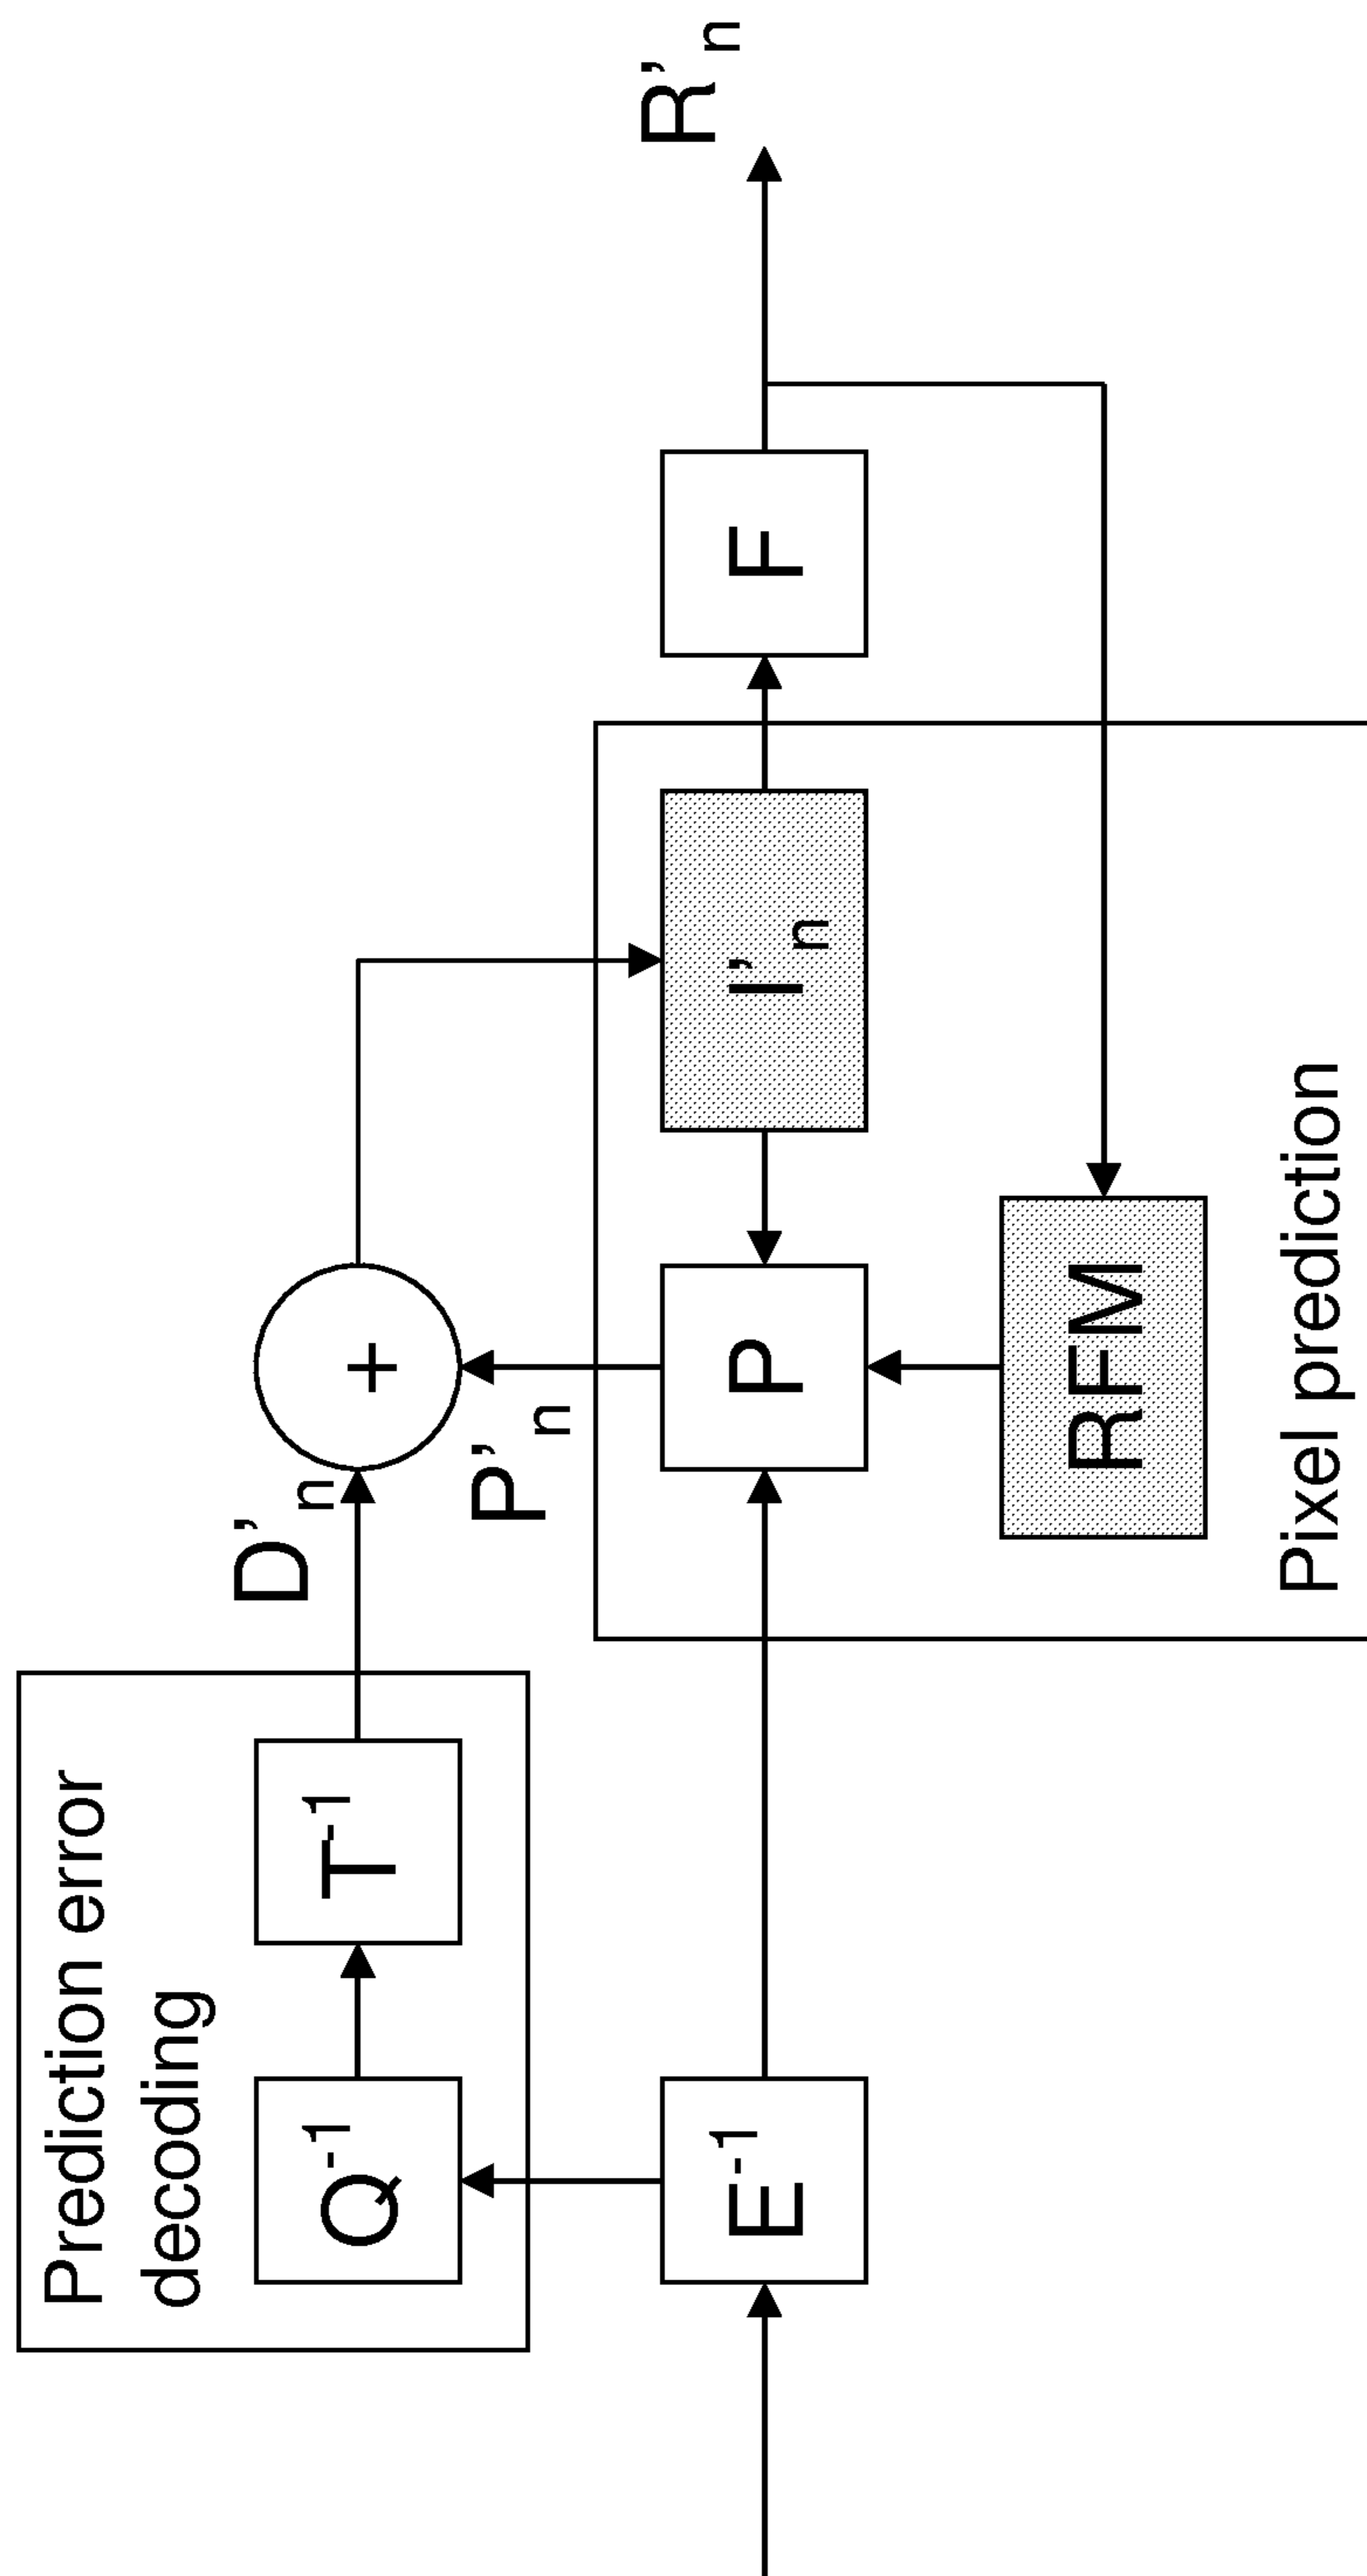 Prediction error
decoding
Q⁻¹
T⁻¹
D’n
+
P’n
E⁻¹
P
I’n
F
R’n
RFM
Pixel prediction